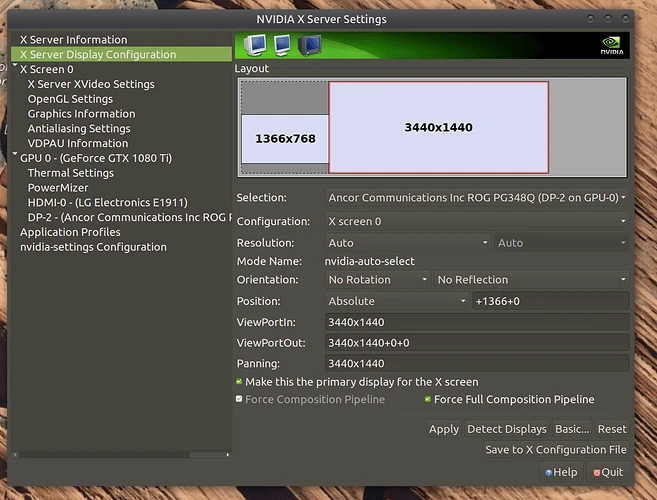 NVIDIA X Server Settings
X Server Information
X Server Display Configuration
X Screen 0
X Server XVideo Settings
OpenGL Settings
Graphics Information
Antialiasing Settings
VDPAU Information
GPU 0 - (GeForce GTX 1080 Ti)
Thermal Settings
PowerMizer
HDMI-0 - (LG Electronics E1911)
DP-2 - (Ancor Communications Inc ROG F
Application Profiles
nvidia-settings Configuration
NVIDIA
Layout
1366x768
3440x1440
Selection: Ancor Communications Inc ROG PG348Q (DP-2 on GPU-0)
Configuration: X screen 0
Resolution: Auto Auto
Mode Name: nvidia-auto-select
Orientation: No Rotation No Reflection
Position: Absolute +1366+0
ViewPortIn: 3440x1440
ViewPortOut: 3440x1440+0+0
Panning: 3440x1440
Make this the primary display for the X screen
Force Composition Pipeline Force Full Composition Pipeline
Apply Detect Displays Basic... Reset
Save to X Configuration File
Help Quit